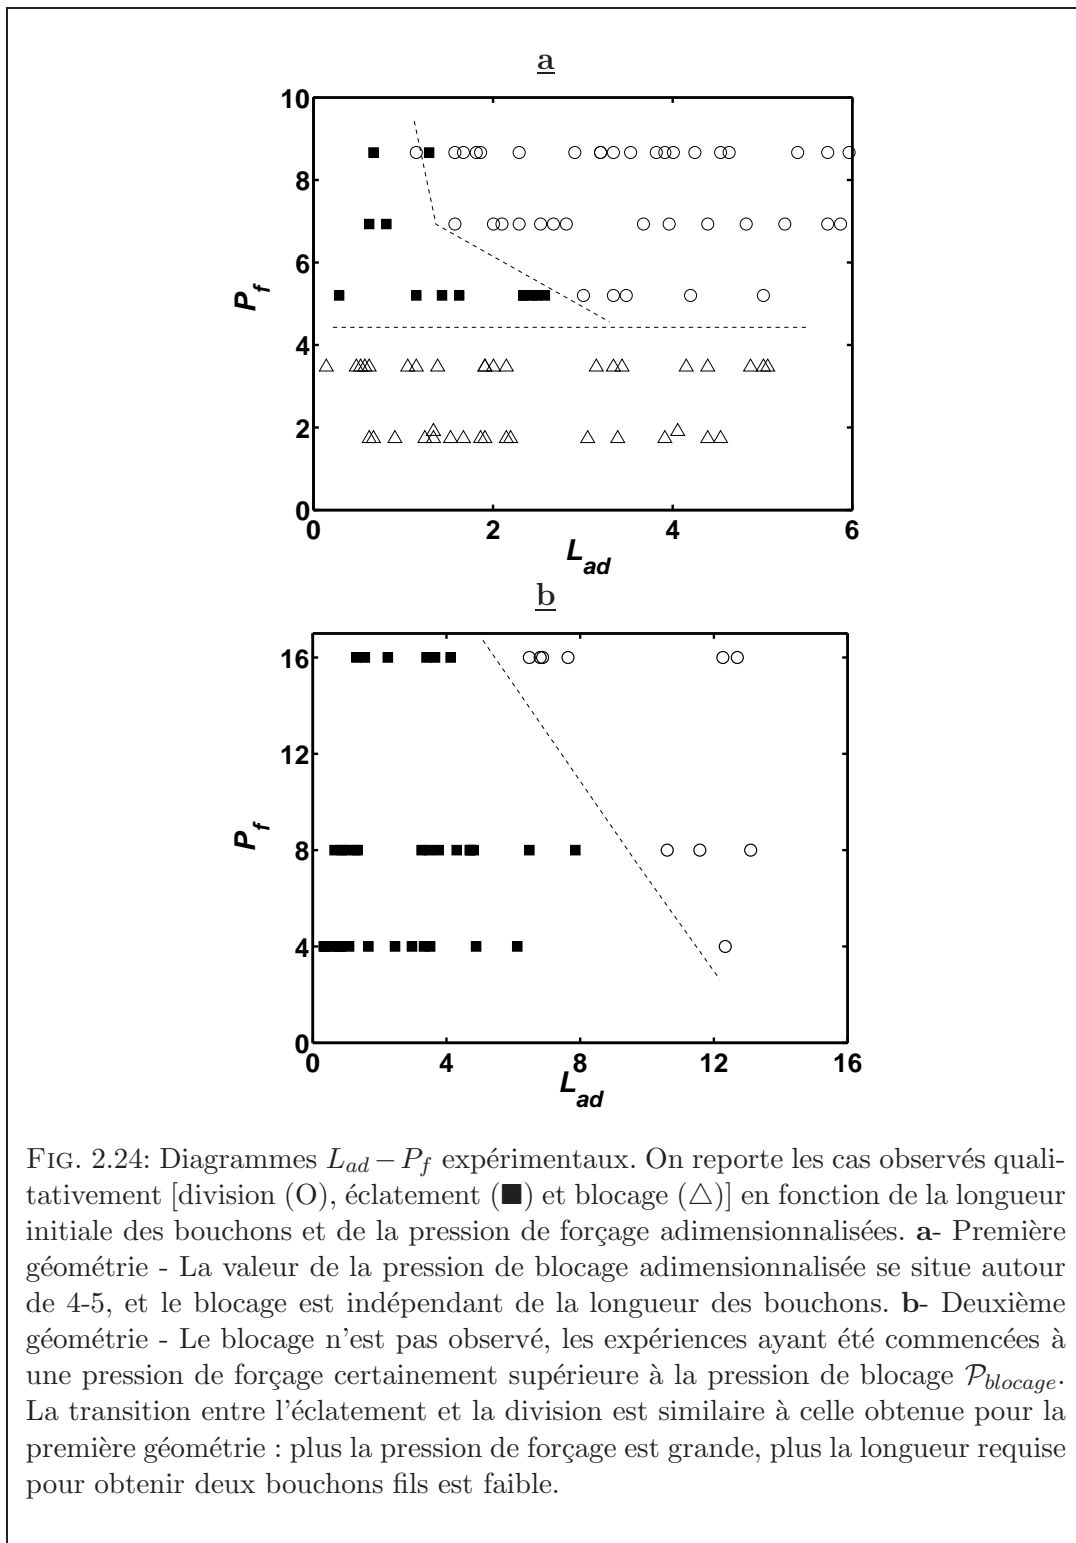 a
10
8
6
4
2
0
P_f
0 2 4 6
L_ad
b
16
12
8
4
0
P_f
0 4 8 12 16
L_ad
FIG. 2.24: Diagrammes L_ad − P_f expérimentaux. On reporte les cas observés quali-
tativement [division (O), éclatement (■) et blocage (△)] en fonction de la longueur
initiale des bouchons et de la pression de forçage adimensionnalisées. a- Première
géométrie - La valeur de la pression de blocage adimensionnalisée se situe autour
de 4-5, et le blocage est indépendant de la longueur des bouchons. b- Deuxième
géométrie - Le blocage n'est pas observé, les expériences ayant été commencées à
une pression de forçage certainement supérieure à la pression de blocage P_blocage.
La transition entre l'éclatement et la division est similaire à celle obtenue pour la
première géométrie : plus la pression de forçage est grande, plus la longueur requise
pour obtenir deux bouchons fils est faible.